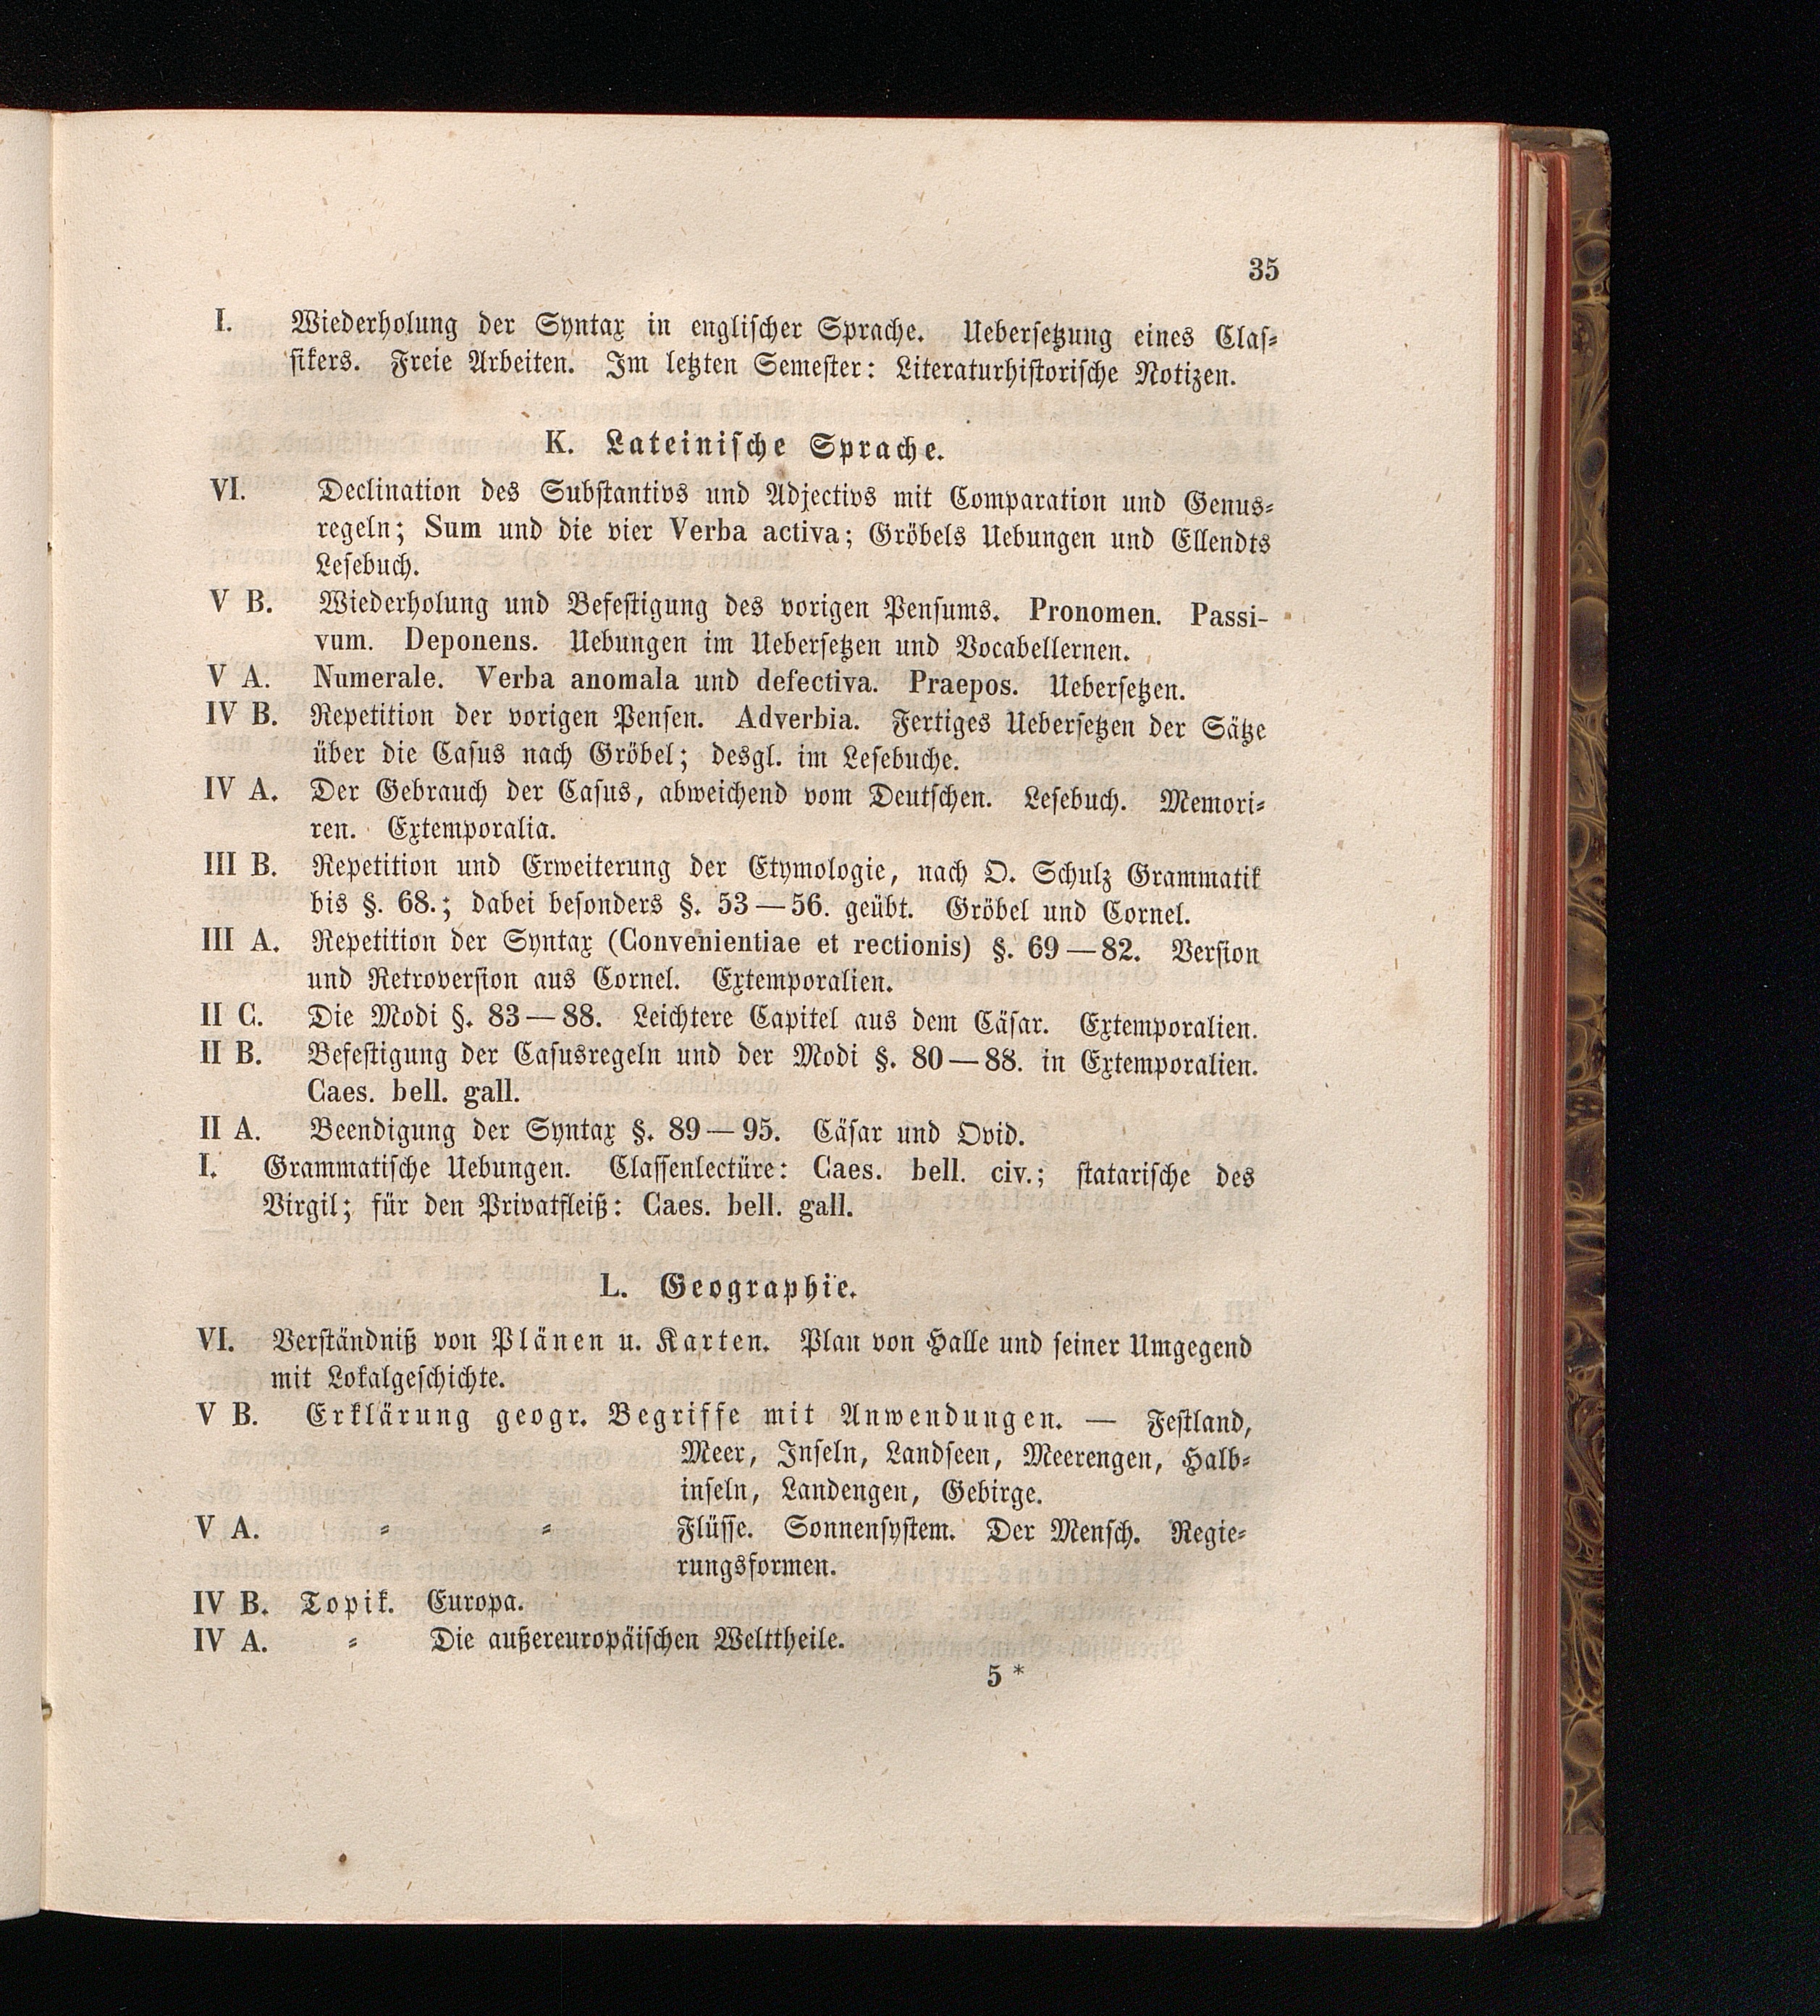 35
I. Wiederholung der Syntax in englischer Sprache. Uebersetzung eines Clas-
sikers. Freie Arbeiten. Im letzten Semester: Literaturhistorische Notizen.
K. Lateinische Sprache.
VI. Declination des Substantivs und Adjectivs mit Comparation und Genus-
regeln; Sum und die vier Verba activa; Gröbels Uebungen und Ellendts
Lesebuch.
V B. Wiederholung und Befestigung des vorigen Pensums. Pronomen. Passi-
vum. Deponens. Uebungen im Uebersetzen und Vocabellernen.
V A. Numerale. Verba anomala und defectiva. Praepos. Uebersetzen.
IV B. Repetition der vorigen Pensen. Adverbia. Fertiges Uebersetzen der Sätze
über die Casus nach Gröbel; desgl. im Lesebuche.
IV A. Der Gebrauch der Casus, abweichend vom Deutschen. Lesebuch. Memori-
ren. Extemporalia.
III B. Repetition und Erweiterung der Etymologie, nach O. Schulz Grammatik
bis §. 68.; dabei besonders §. 53—56. geübt. Gröbel und Cornel.
III A. Repetition der Syntax (Convenientiae et rectionis) §. 69—82. Version
und Retroversion aus Cornel. Extemporalien.
II C. Die Modi §. 83—88. Leichtere Capitel aus dem Cäsar. Extemporalien.
II B. Befestigung der Casusregeln und der Modi §. 80—88. in Extemporalien.
Caes. bell. gall.
II A. Beendigung der Syntax §. 89—95. Cäsar und Ovid.
I. Grammatische Uebungen. Classenlectüre: Caes. bell. civ.; statarische des
Virgil; für den Privatfleiß: Caes. bell. gall.
L. Geographie.
VI. Verständniß von Plänen u. Karten. Plan von Halle und seiner Umgegend
mit Lokalgeschichte.
V B. Erklärung geogr. Begriffe mit Anwendungen. — Festland,
Meer, Inseln, Landseen, Meerengen, Halb-
inseln, Landengen, Gebirge.
V A. = = Flüsse. Sonnensystem. Der Mensch. Regie-
rungsformen.
IV B. Topik. Europa.
IV A. = Die außereuropäischen Welttheile.
5 *